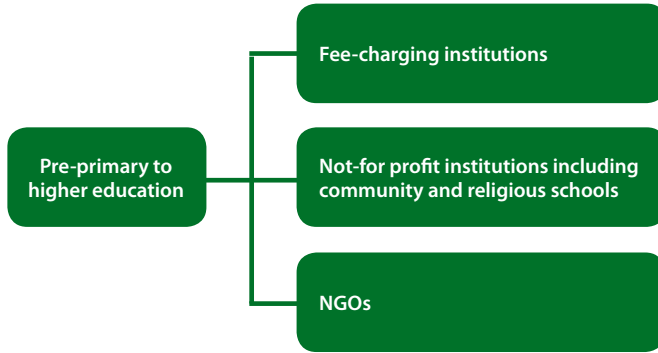 Fee-charging institutions
Pre-primary to
higher education
Not-for profit institutions including
community and religious schools
NGOs